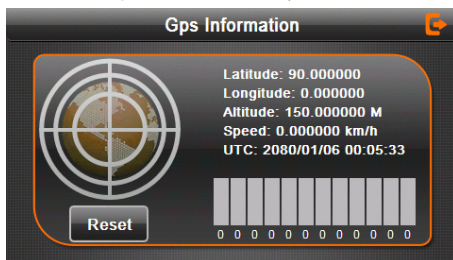 Gps Information
Latitude: 90.000000
Longitude: 0.000000
Altitude: 150.000000 M
Speed: 0.000000 km/h
UTC: 2080/01/06 00:05:33
Reset
0 0 0 0 0 0 0 0 0 0 0 0